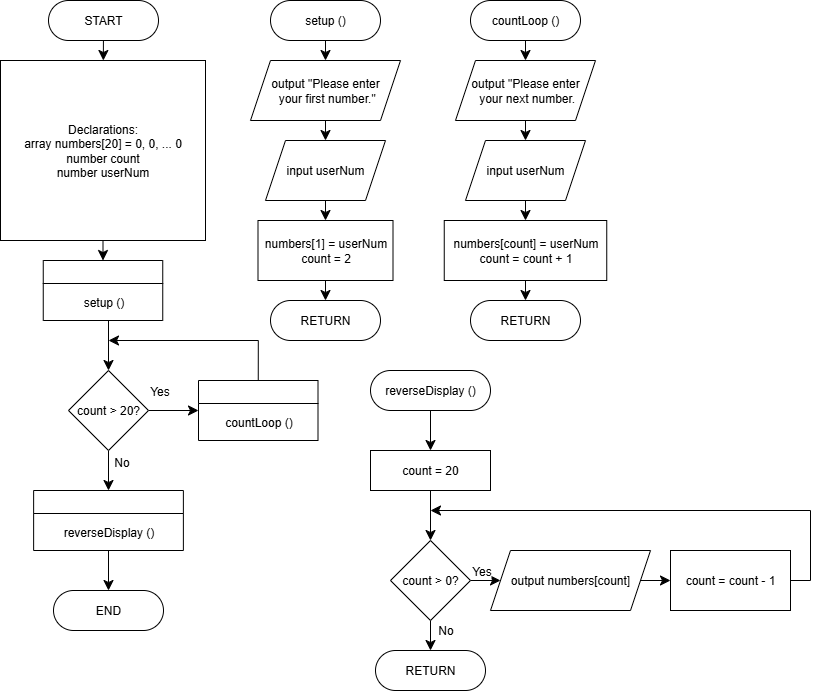 START
Declarations:
array numbers[20] = 0, 0, ... 0
number count
number userNum
setup ()
count > 20?
Yes
countLoop ()
No
reverseDisplay ()
END
setup ()
output "Please enter
your first number."
input userNum
numbers[1] = userNum
count = 2
RETURN
countLoop ()
output "Please enter
your next number.
input userNum
numbers[count] = userNum
count = count + 1
RETURN
reverseDisplay ()
count = 20
count > 0?
Yes
output numbers[count]
count = count - 1
No
RETURN